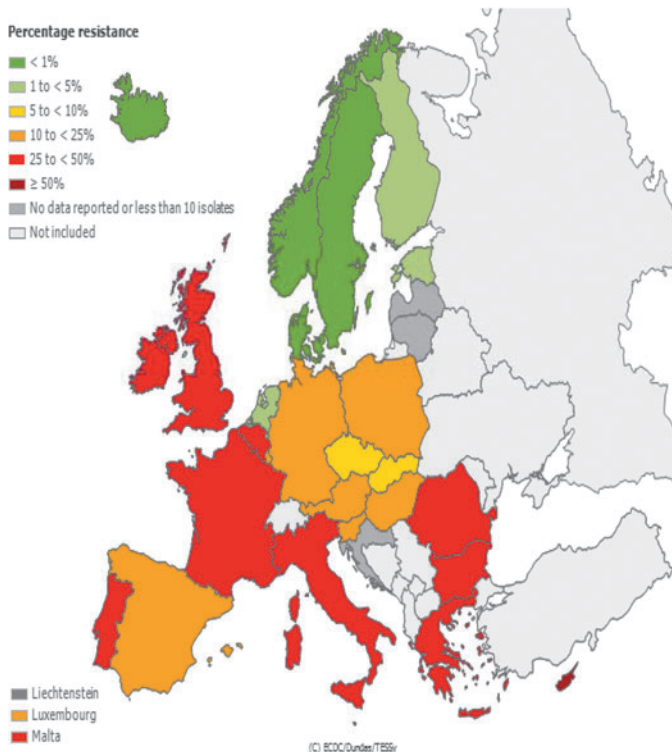 Percentage resistance
< 1%
1 to < 5%
5 to < 10%
10 to < 25%
25 to < 50%
≥ 50%
No data reported or less than 10 isolates
Not included
Liechtenstein
Luxembourg
Malta
(C) ECDC/Dundas/TESSy